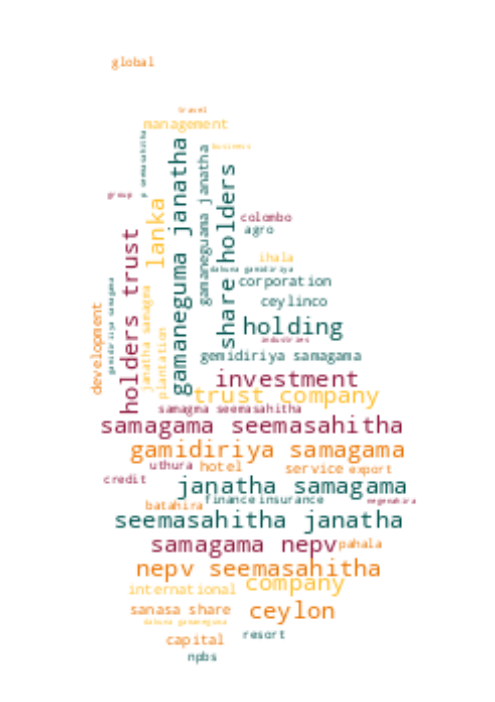 global
travel
management
business
p seemasahitha
gamaneguma janatha
gamaneguma janatha
share holders
group
lanka
colombo
agro
holders trust
ihala
dakuna gamidiriya
corporation
ceylinco
development
gamidiriya samagama
janatha samagma
plantation
holding
industries
gemidiriya samagama
investment
trust company
samagma seemasahitha
samagama seemasahitha
gamidiriya samagama
uthura
hotel
service
export
credit
janatha samagama
finance
insurance
negenahira
batahira
seemasahitha janatha
samagama nepv
pahala
nepv seemasahitha
international
company
sanasa share
ceylon
dakuna gamaneguma
capital
resort
npbs